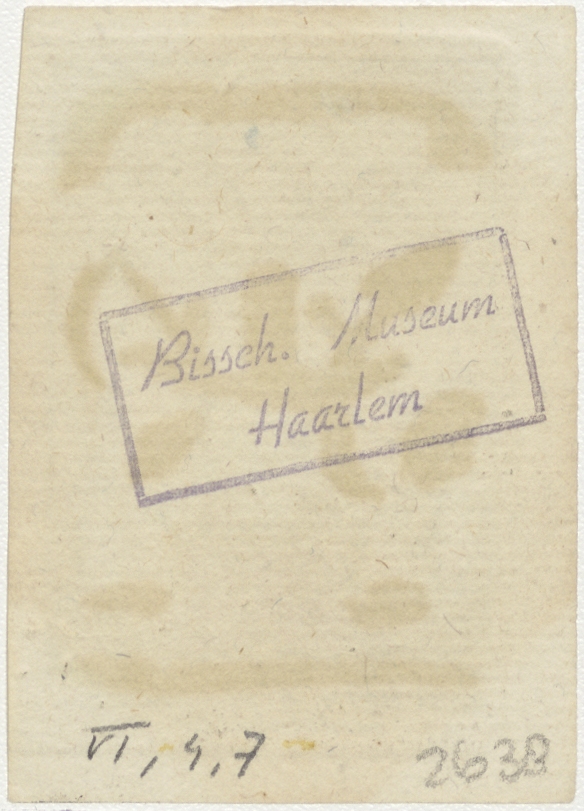 Bissch. Museum
Haarlem
VI, 4, 7
2638